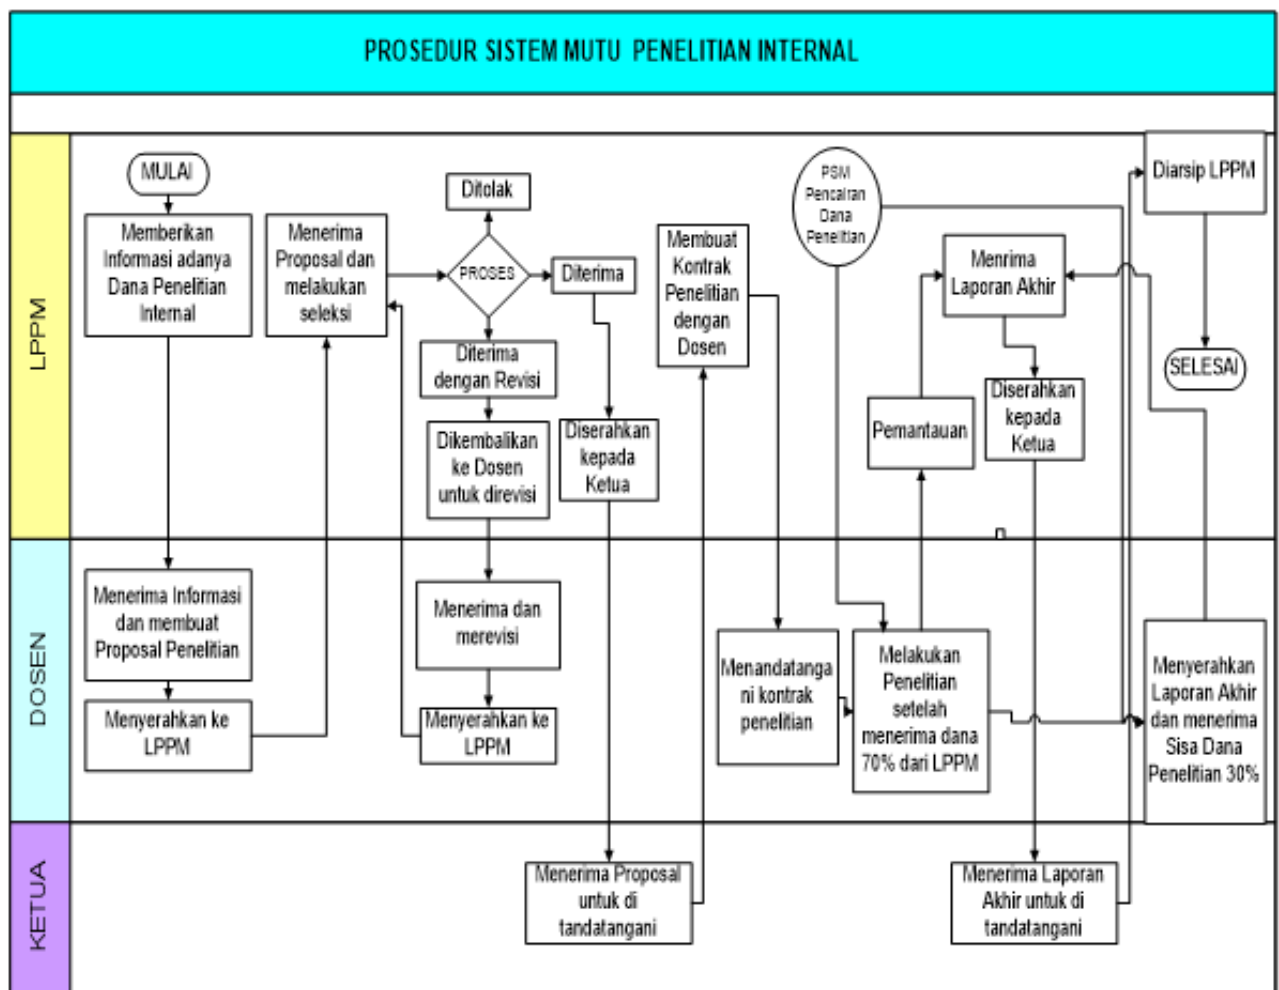 PROSEDUR SISTEM MUTU PENELITIAN INTERNAL
LPPM
MULAI
Memberikan
Informasi adanya
Dana Penelitian
Internal
Menerima
Proposal dan
melakukan
seleksi
Ditolak
PROSES
Diterima
Diterima
dengan Revisi
Dikembalikan
ke Dosen
untuk direvisi
Diserahkan
kepada
Ketua
Membuat
Kontrak
Penelitian
dengan
Dosen
PSM
Pencairan
Dana
Penelitian
Menrima
Laporan Akhir
Pemantauan
Diserahkan
kepada
Ketua
Diarsip LPPM
SELESAI
DOSEN
Menerima Informasi
dan membuat
Proposal Penelitian
Menyerahkan ke
LPPM
Menerima dan
merevisi
Menyerahkan ke
LPPM
Menandatanga
ni kontrak
penelitian
Melakukan
Penelitian
setelah
menerima dana
70% dari LPPM
Menyerahkan
Laporan Akhir
dan menerima
Sisa Dana
Penelitian 30%
KETUA
Menerima Proposal
untuk di
tandatangani
Menerima Laporan
Akhir untuk di
tandatangani